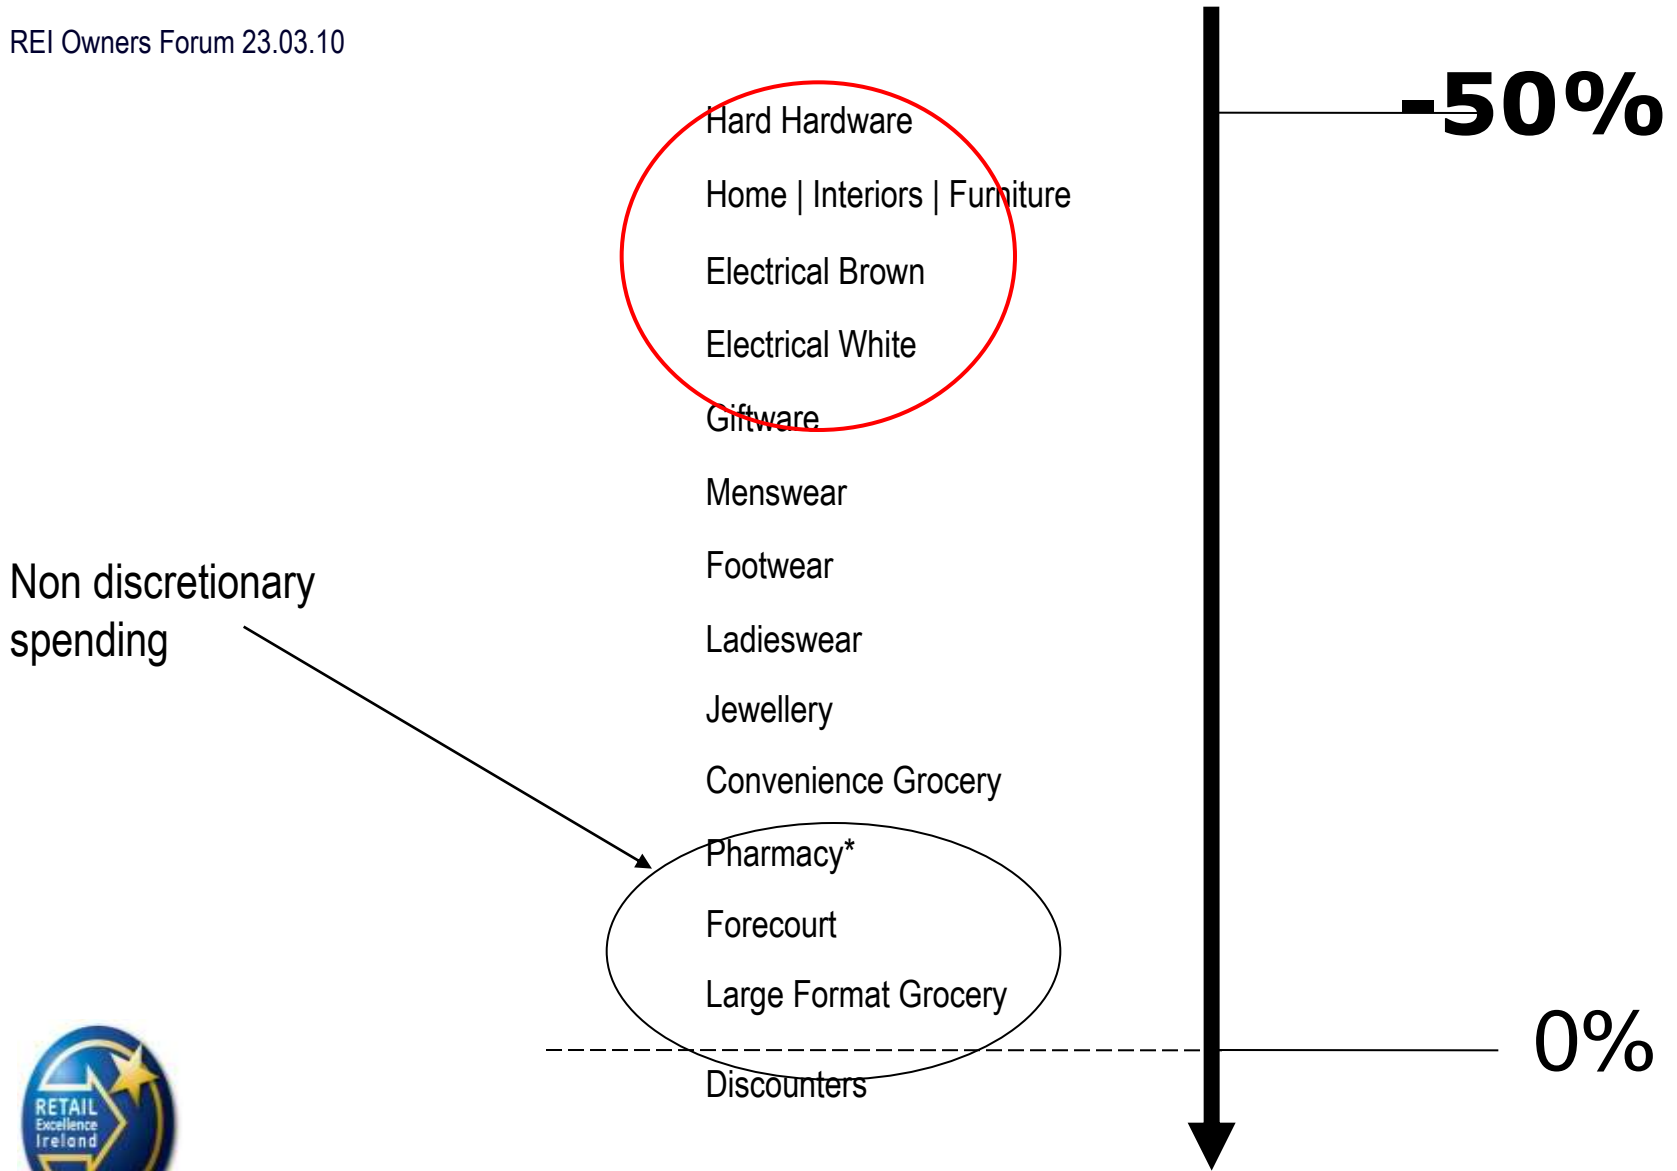 REI Owners Forum 23.03.10
-50%
Hard Hardware
Home | Interiors | Furniture
Electrical Brown
Electrical White
Giftware
Menswear
Footwear
Non discretionary
spending
Ladieswear
Jewellery
Convenience Grocery
Pharmacy*
Forecourt
Large Format Grocery
0%
Discounters
RETAIL
Excellence
Ireland